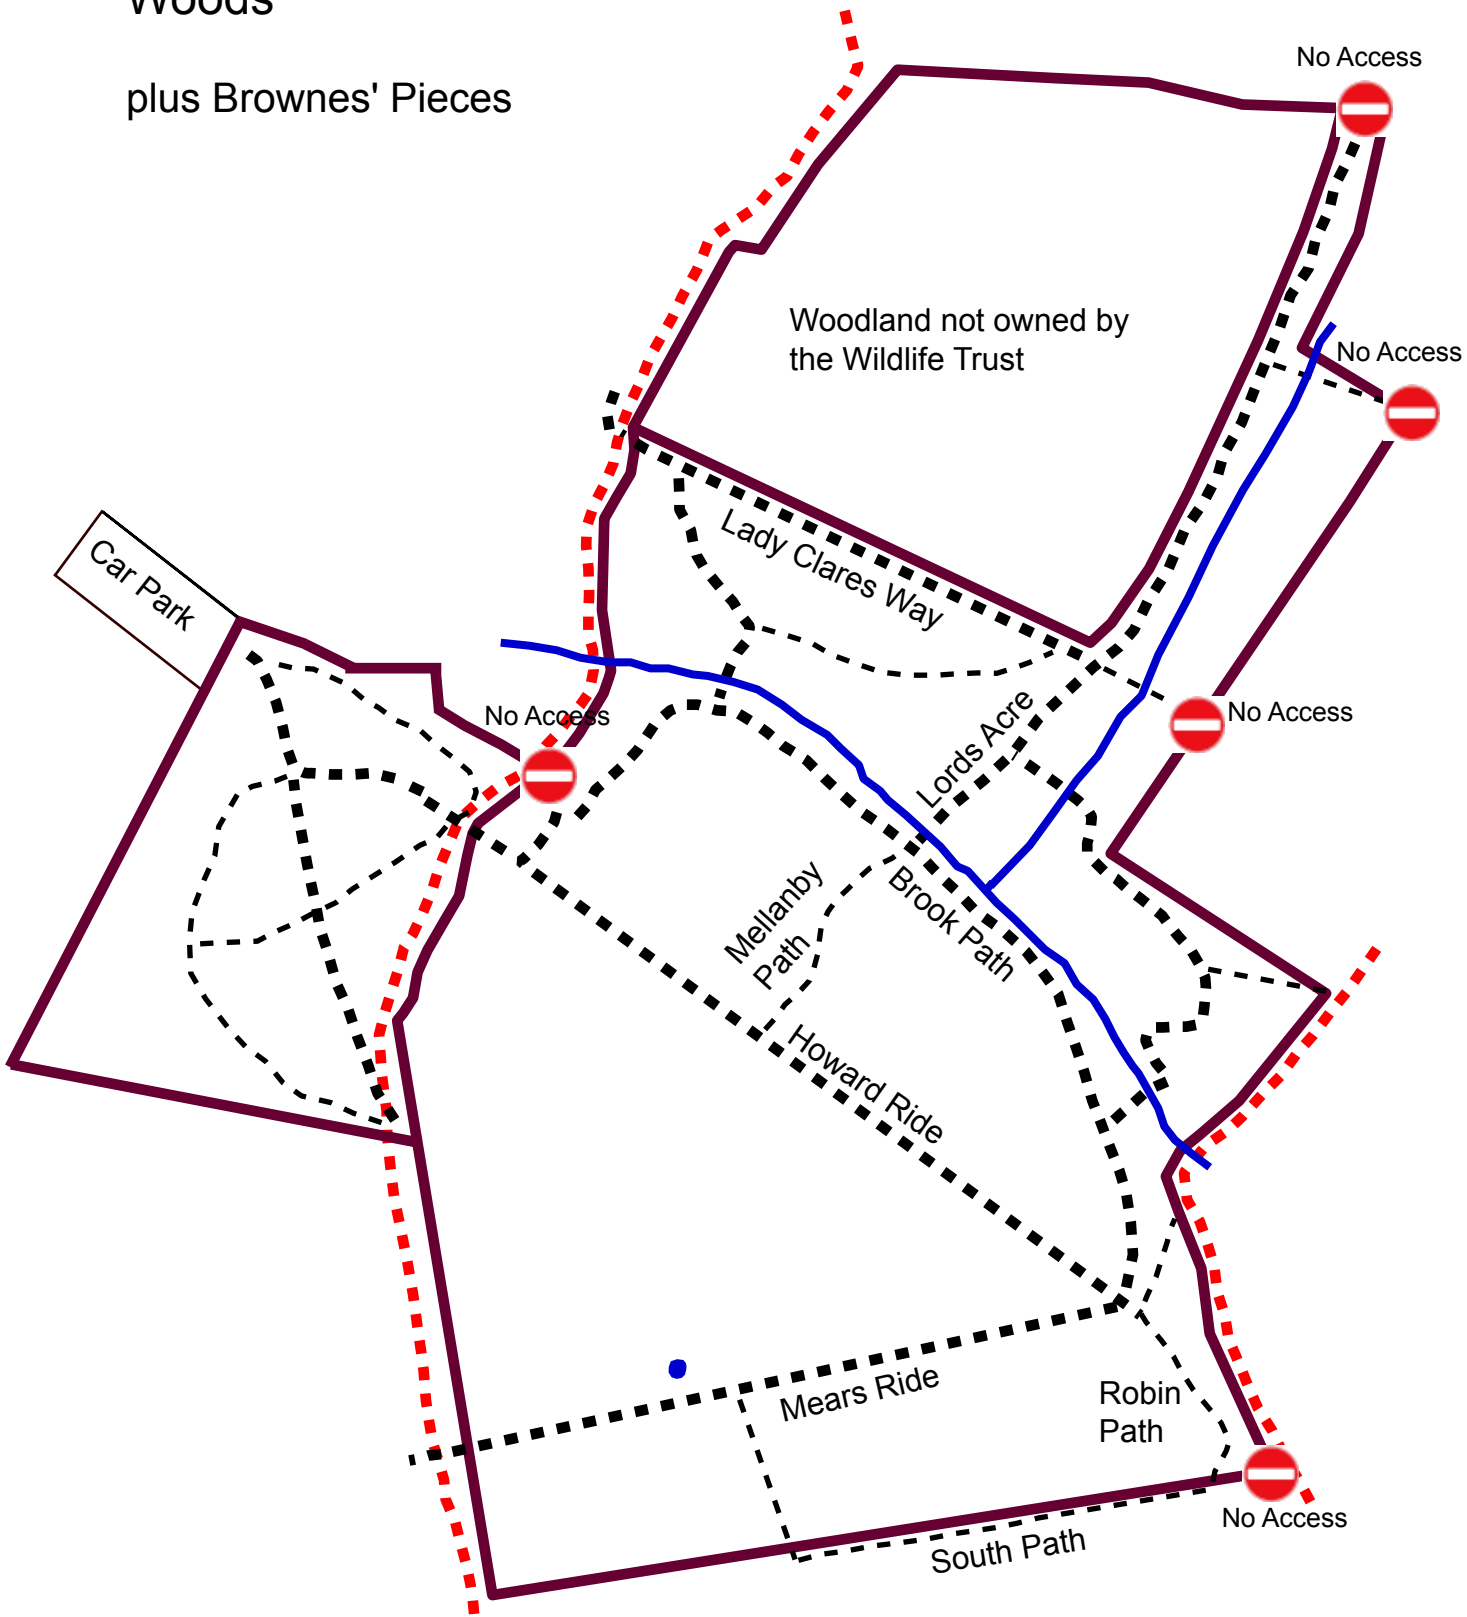 Woods
plus Brownes' Pieces
No Access
Woodland not owned by
the Wildlife Trust
No Access
Lady Clares Way
Car Park
No Access
No Access
Lords Acre
Mellanby
Path
Brook Path
Howard Ride
Mears Ride
Robin
Path
No Access
South Path